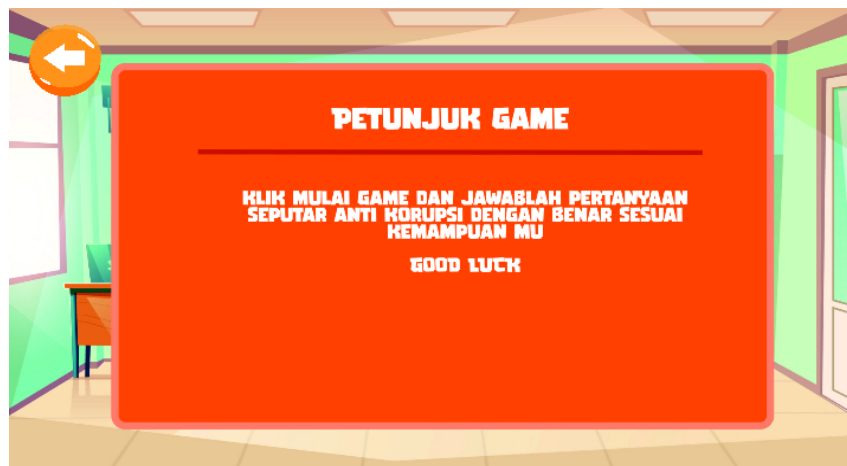 PETUNJUK GAME
KLIK MULAI GAME DAN JAWABLAH PERTANYAAN
SEPUTAR ANTI KORUPSI DENGAN BENAR SESUAI
KEMAMPUAN MU
GOOD LUCK